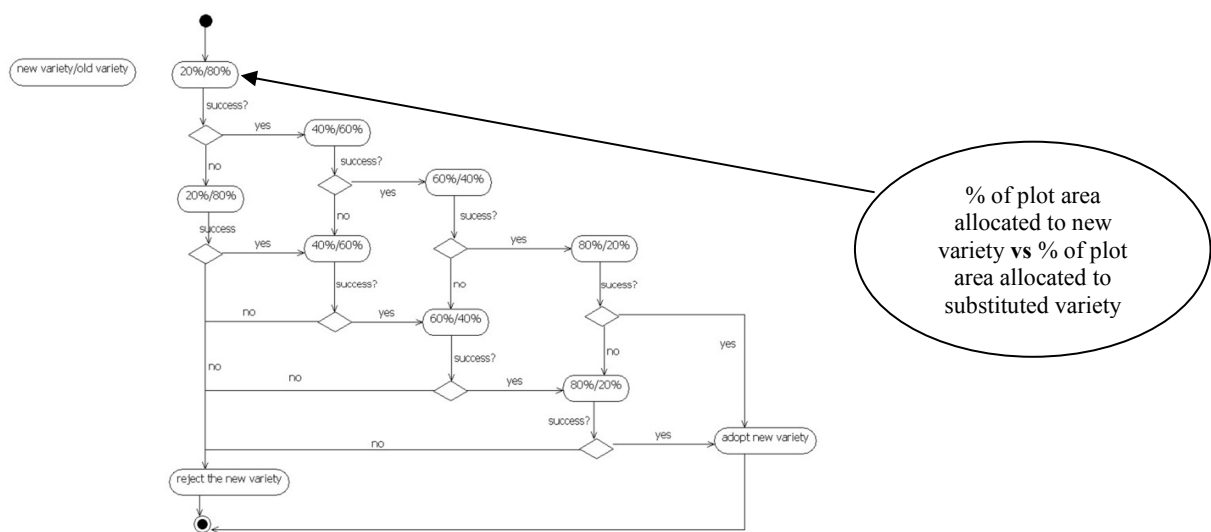 new variety/old variety
20%/80%
success?
yes
40%/60%
no
success?
yes
60%/40%
20%/80%
no
sucess?
success
yes
40%/60%
yes
80%/20%
success?
no
sucess?
no
yes
60%/40%
no
yes
success?
no
no
yes
80%/20%
success?
no
yes
adopt new variety
reject the new variety
% of plot area
allocated to new
variety vs % of plot
area allocated to
substituted variety